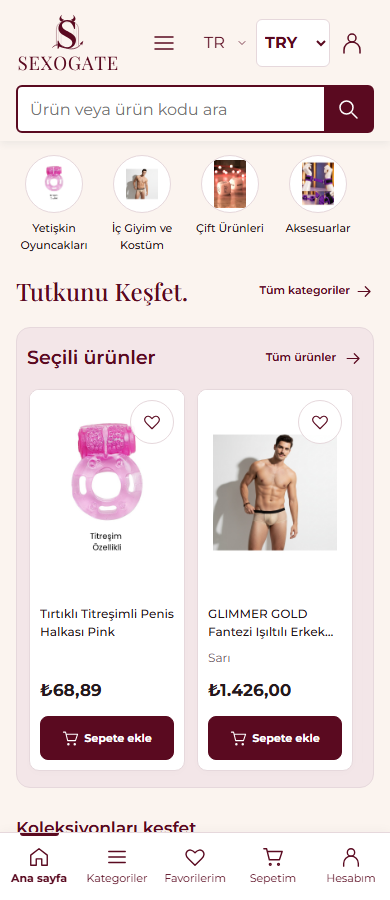 SEXOGATE
TR
TRY
Ürün veya ürün kodu ara
Yetişkin
Oyuncakları
İç Giyim ve
Kostüm
Çift Ürünleri
Aksesuarlar
Tutkunu Keşfet.
Tüm kategoriler
Seçili ürünler
Tüm ürünler
Titreşim
Özellikli
Tırtıklı Titreşimli Penis
Halkası Pink
₺68,89
Sepete ekle
GLIMMER GOLD
Fantezi Işıltılı Erkek...
Sarı
₺1.426,00
Sepete ekle
Koleksiyonları keşfet
Ana sayfa
Kategoriler
Favorilerim
Sepetim
Hesabım